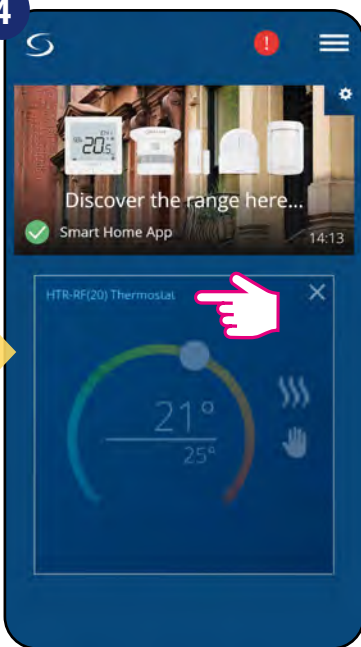 4
Discover the range here...
Smart Home App
14:13
HTR-RF(20) Thermostat
21°
25°